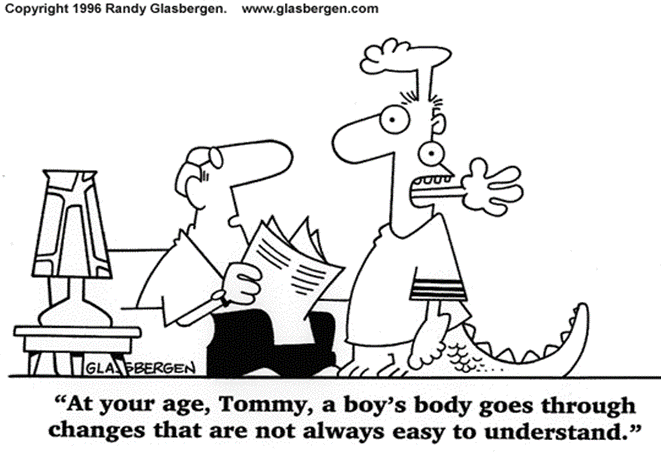 Copyright 1996 Randy Glasbergen.   www.glasbergen.com
GLASBERGEN
“At your age, Tommy, a boy’s body goes through
changes that are not always easy to understand.”